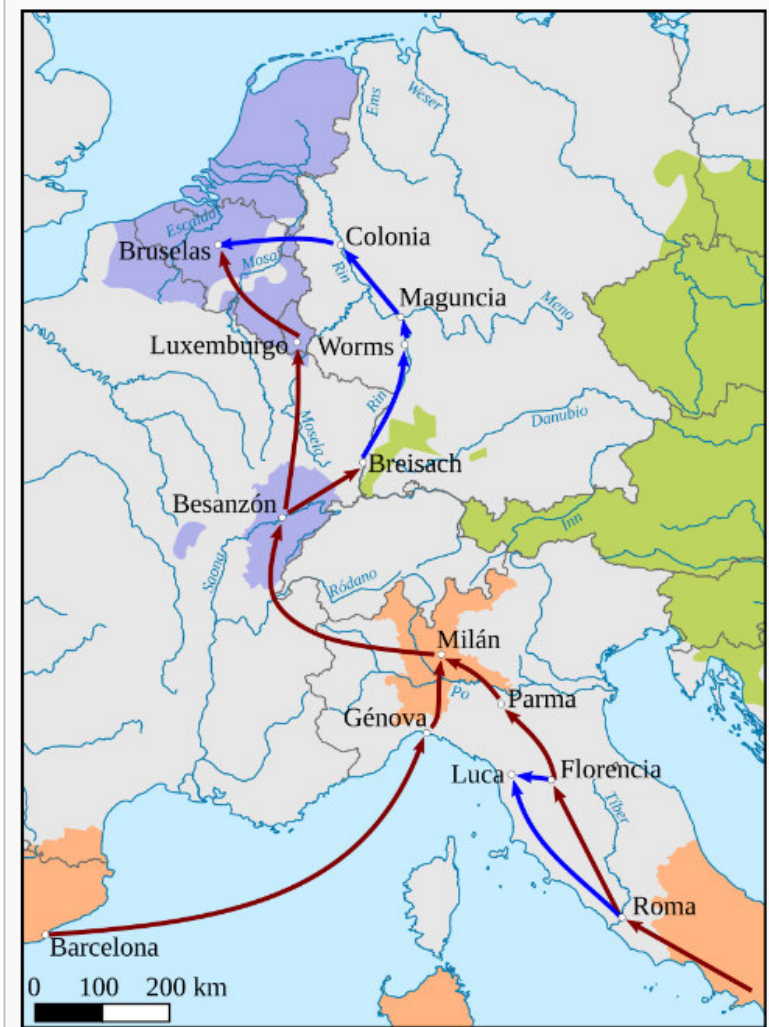 Ems
Weser
Escalda
Bruselas
Mosa
Colonia
Rin
Maguncia
Meno
Luxemburgo
Worms
Rin
Mosela
Danubio
Breisach
Besanzón
Inn
Saona
Ródano
Milán
Po
Parma
Génova
Luca
Florencia
Tíber
Roma
Barcelona
0 100 200 km